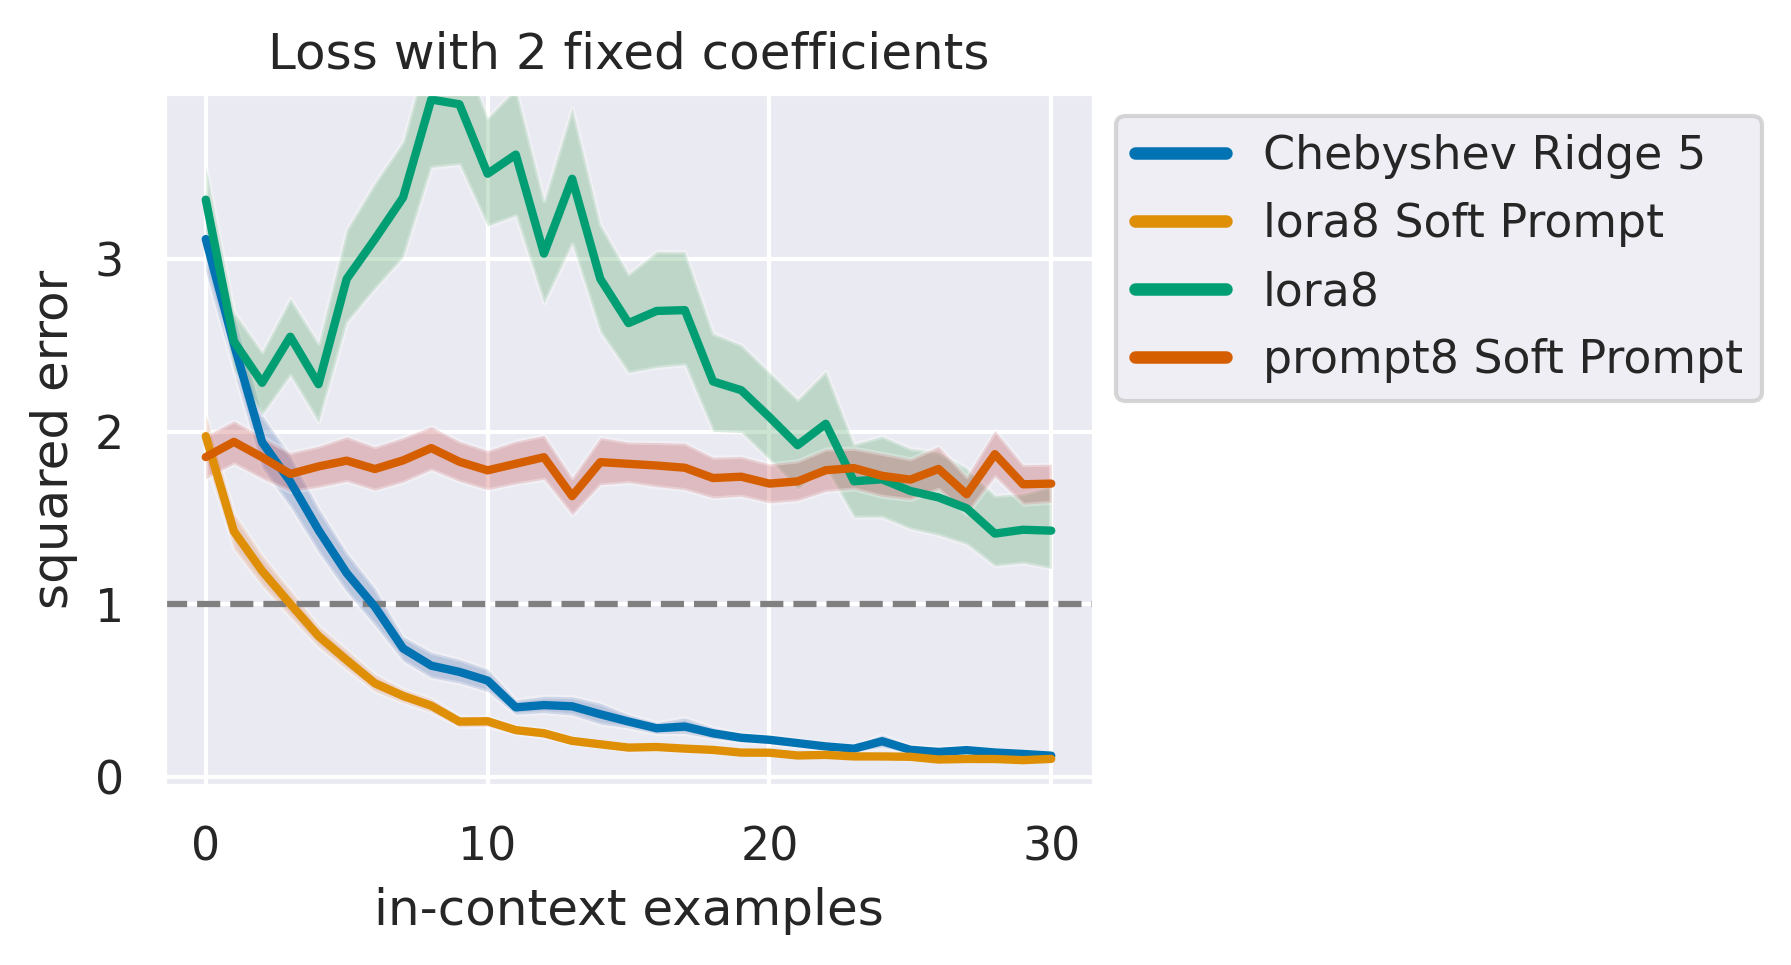 Loss with 2 fixed coefficients
squared error
3
2
1
0
0 10 20 30
in-context examples
Chebyshev Ridge 5
lora8 Soft Prompt
lora8
prompt8 Soft Prompt